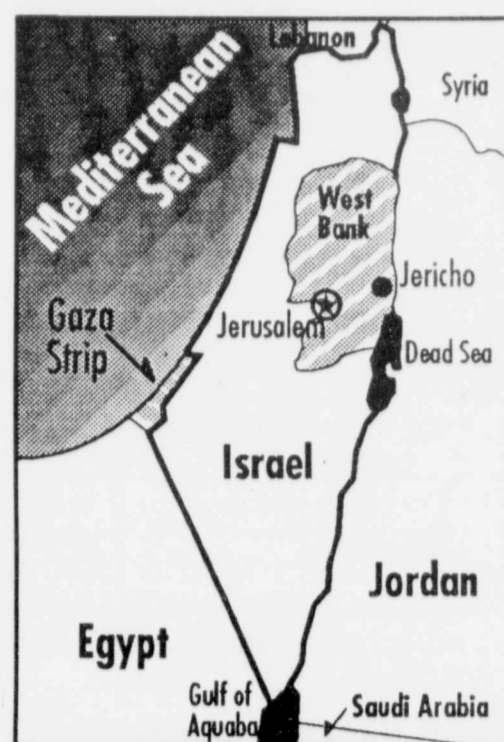 Lebanon
Mediterranean
Sea
Syria
West
Bank
Jericho
Jerusalem
Gaza
Strip
Dead Sea
Israel
Jordan
Egypt
Gulf of
Aquaba
Saudi Arabia